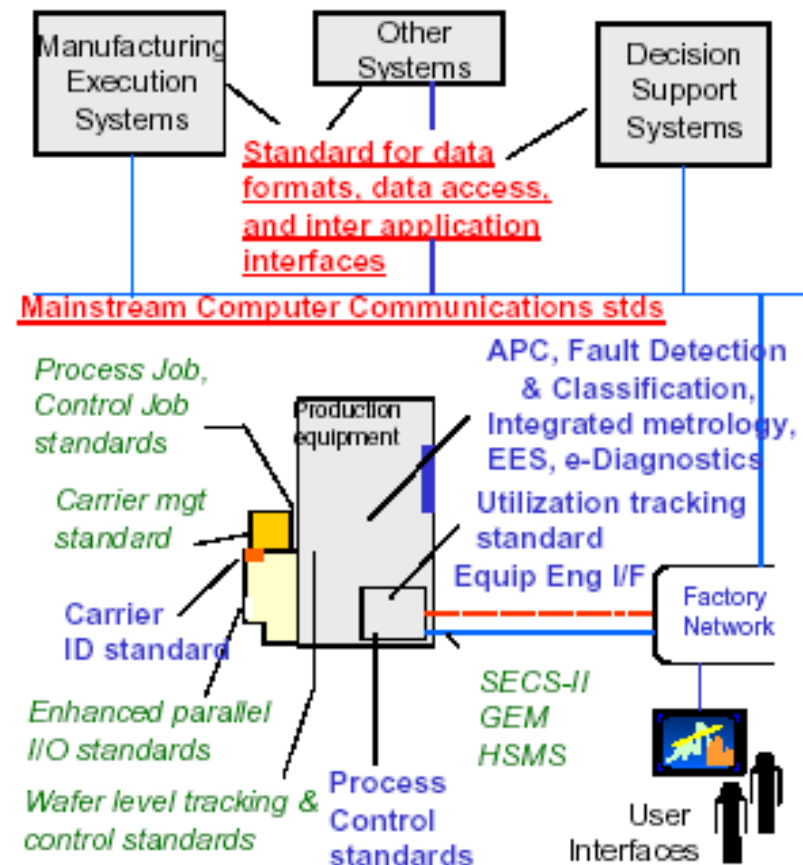 Manufacturing
Execution
Systems
Other
Systems
Decision
Support
Systems
Standard for data
formats, data access,
and inter application
interfaces
Mainstream Computer Communications stds
Process Job,
Control Job
standards
Production
equipment
APC, Fault Detection
& Classification,
Integrated metrology,
EES, e-Diagnostics
Carrier mgt
standard
Utilization tracking
standard
Equip Eng I/F
Carrier
ID standard
Factory
Network
Enhanced parallel
I/O standards
SECS-II
GEM
HSMS
Wafer level tracking &
control standards
Process
Control
standards
User
Interfaces